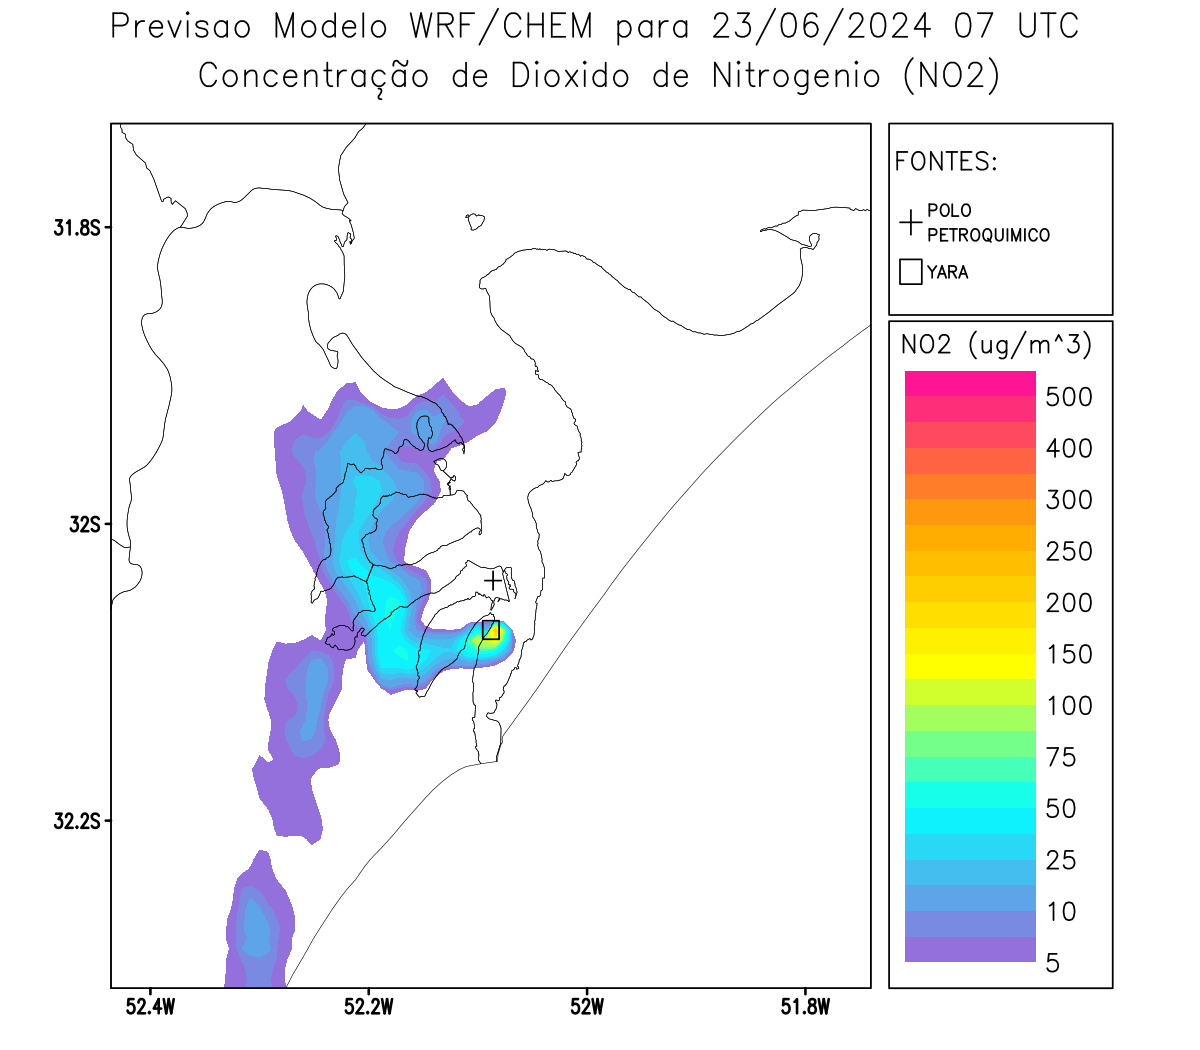 Previsao Modelo WRF/CHEM para 23/06/2024 07 UTC
Concentração de Dioxido de Nitrogenio (NO2)
FONTES:
POLO
PETROQUIMICO
YARA
NO2 (ug/m^3)
500
400
300
250
200
150
100
75
50
25
10
5
31.8S
32S
32.2S
52.4W
52.2W
52W
51.8W